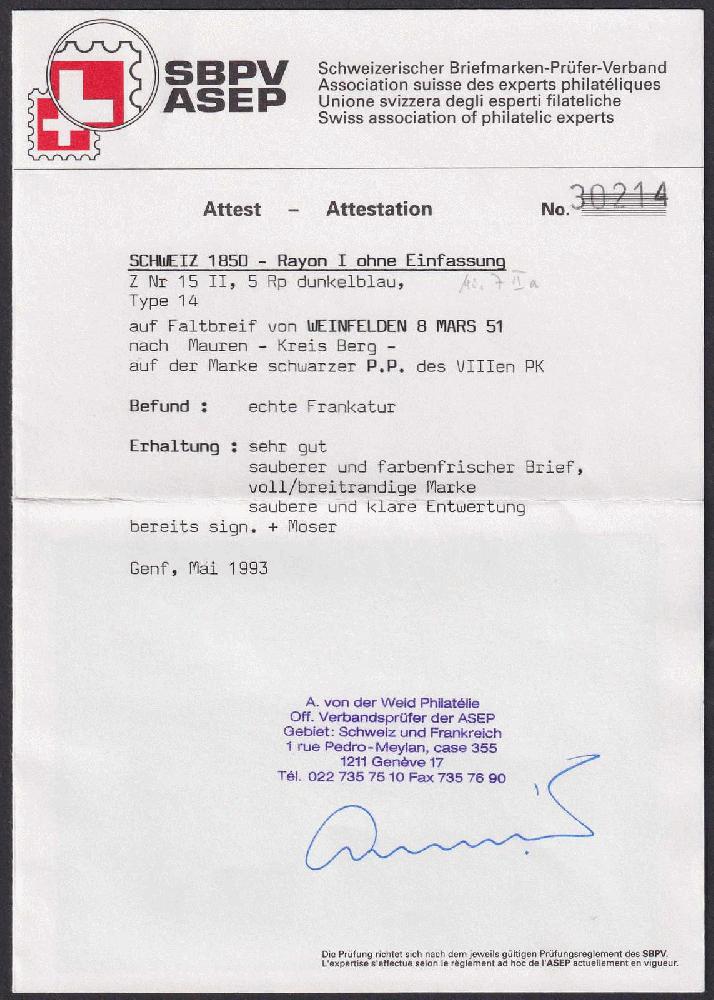 SBPV
ASEP
Schweizerischer Briefmarken-Prüfer-Verband
Association suisse des experts philatéliques
Unione svizzera degli esperti filateliche
Swiss association of philatelic experts
Attest – Attestation No. 30214
SCHWEIZ 1850 - Rayon I ohne Einfassung
Z Nr 15 II, 5 Rp dunkelblau, 7 II a
Type 14
auf Faltbreif von WEINFELDEN 8 MARS 51
nach Mauren - Kreis Berg -
auf der Marke schwarzer P.P. des VIIIen PK
Befund : echte Frankatur
Erhaltung : sehr gut
sauberer und farbenfrischer Brief,
voll/breitrandige Marke
saubere und klare Entwertung
bereits sign. + Moser
Genf, Mai 1993
A. von der Weid Philatélie
Off. Verbandsprüfer der ASEP
Gebiet: Schweiz und Frankreich
1 rue Pedro-Meylan, case 355
1211 Genève 17
Tél. 022 735 75 10 Fax 735 76 90
Die Prüfung richtet sich nach dem jeweils gültigen Prüfungsreglement des SBPV.
L'expertise s'effectue selon le règlement ad hoc de l'ASEP actuellement en vigueur.